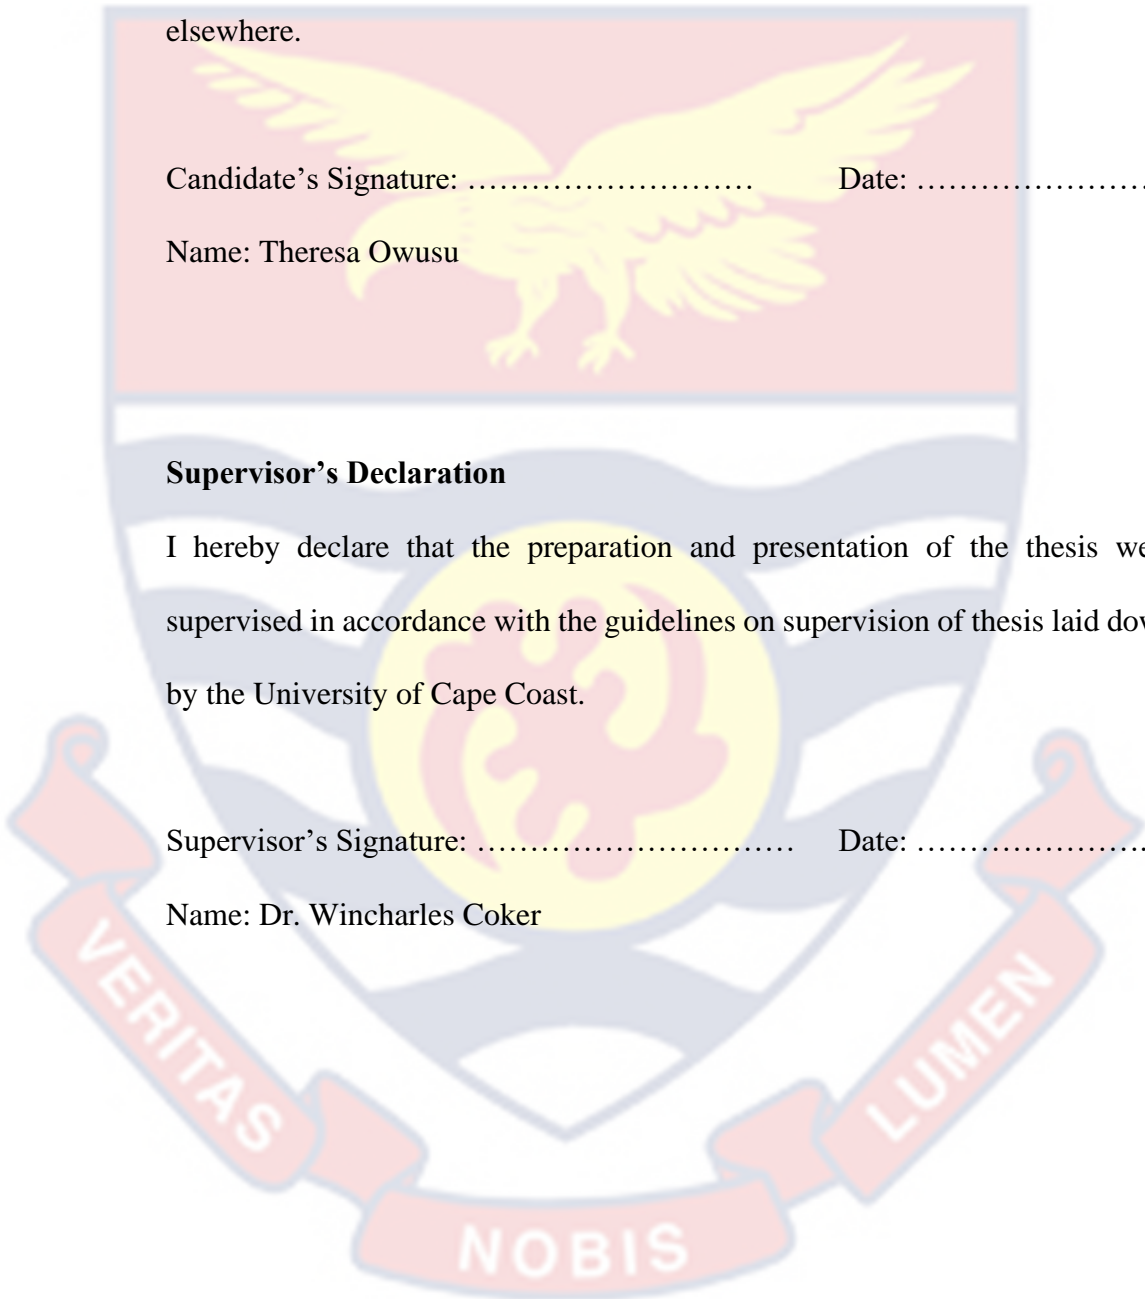 elsewhere.
Candidate’s Signature: ……………………… Date: …………………
Name: Theresa Owusu
Supervisor’s Declaration
I hereby declare that the preparation and presentation of the thesis
supervised in accordance with the guidelines on supervision of thesis laid
by the University of Cape Coast.
Supervisor’s Signature: ………………………… Date: …………………
Name: Dr. Wincharles Coker
VERITAS
NOBIS
LUMEN